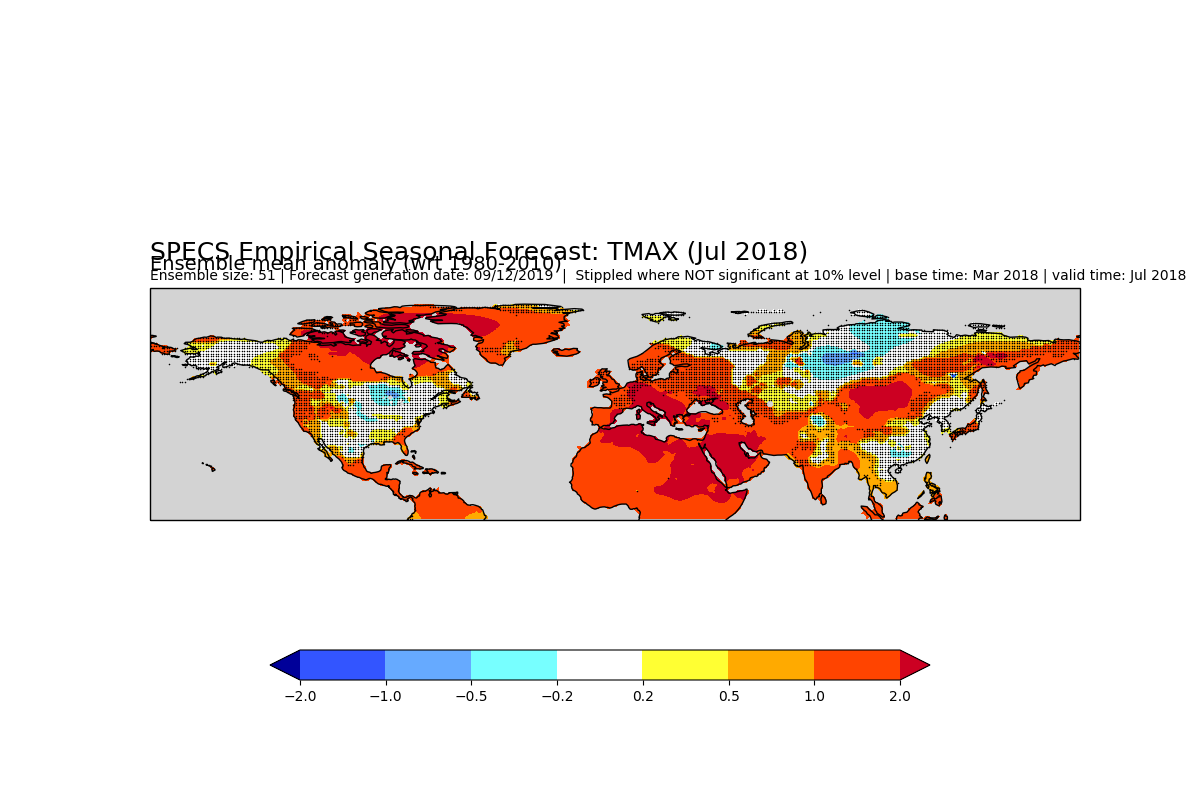 SPECS Empirical Seasonal Forecast: TMAX (Jul 2018)
Ensemble mean anomaly (wrt 1980-2010)
Ensemble size: 51 | Forecast generation date: 09/12/2019 | Stippled where NOT significant at 10% level | base time: Mar 2018 | valid time: Jul 2018
−2.0 −1.0 −0.5 −0.2 0.2 0.5 1.0 2.0